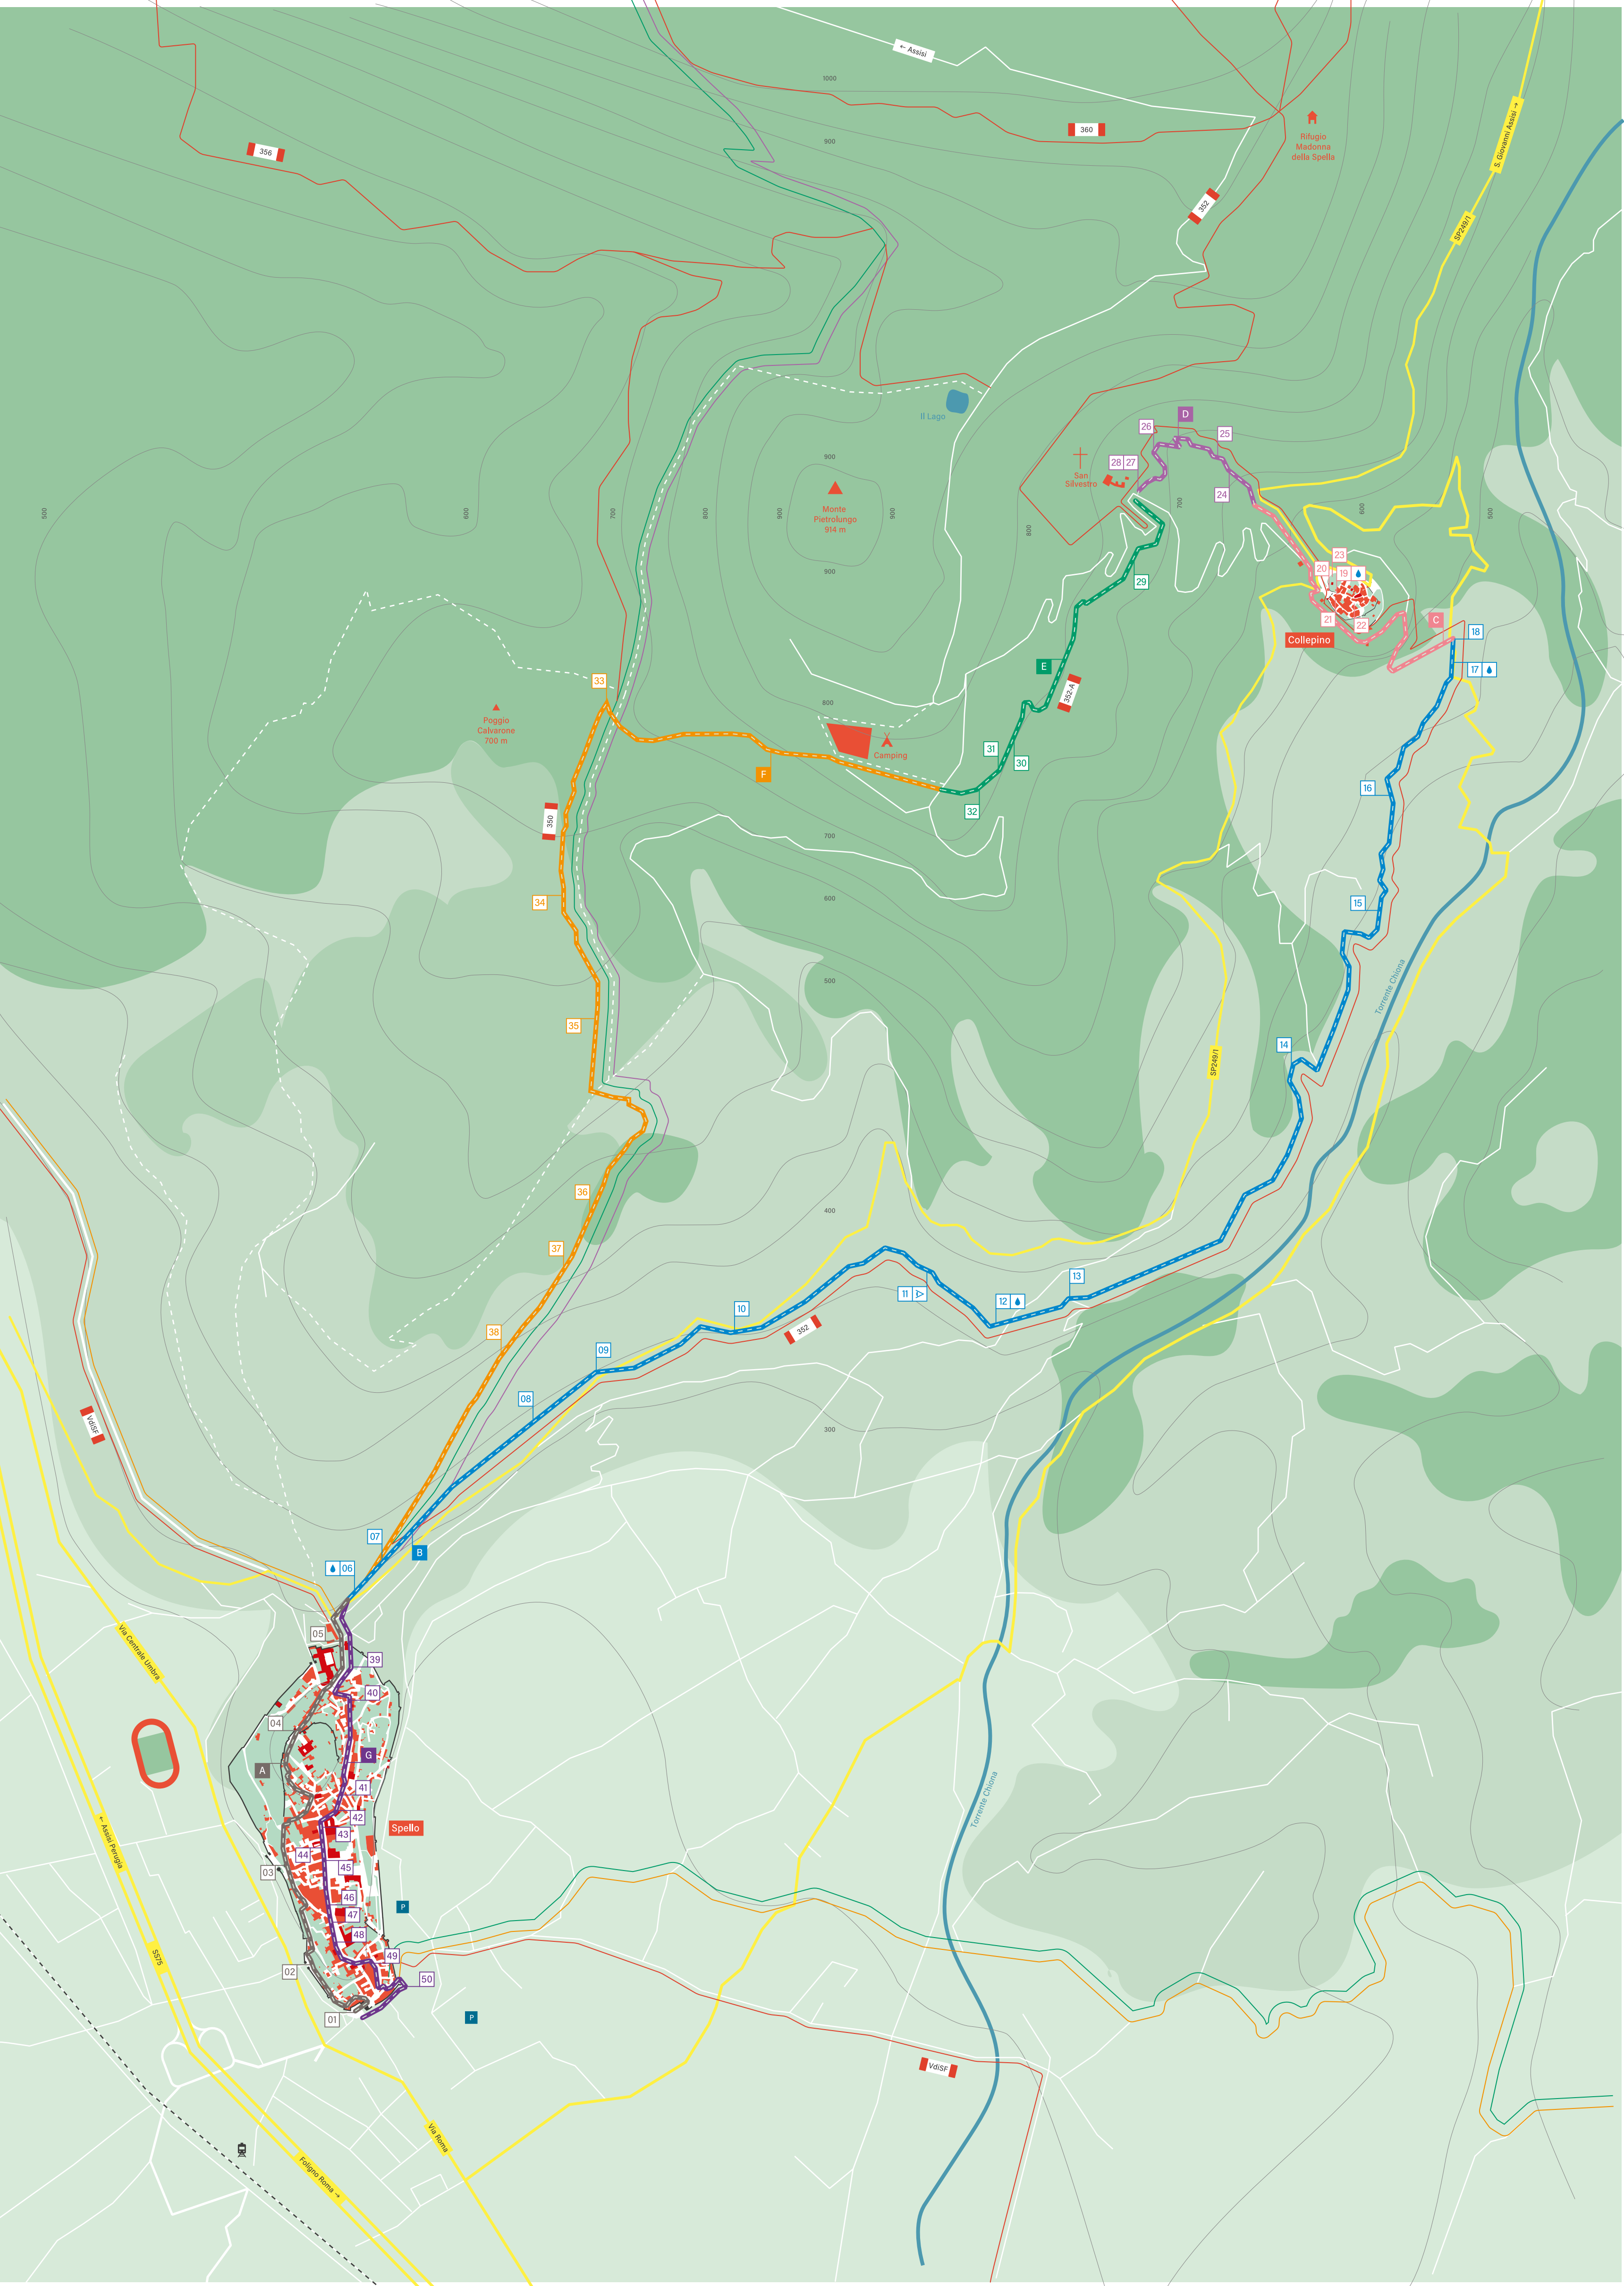 ← Assisi
1000
360
900
356
Rifugio
Madonna
della Spella
S. Giovanni Assisi →
352
SP249/1
Il Lago
D
26
25
28
27
San
Silvestro
24
900
Monte
Pietrolungo
914 m
500
600
700
800
900
900
800
700
600
500
900
29
23
20
19
21
22
C
Collepino
18
17
E
352-A
33
Poggio
Calvarone
700 m
800
31
30
Camping
F
32
16
350
700
34
600
15
500
Torrente Chiona
35
14
SP249/1
36
400
37
13
11
12
10
38
352
09
08
VdiSF
300
07
B
06
05
Via Centrale Umbra
39
40
04
G
A
41
42
Spello
43
44
03
45
46
47
P
48
49
02
50
01
P
Torrente Chiona
← Assisi Perugia
SS75
VdiSF
Via Roma
Foligno Roma →